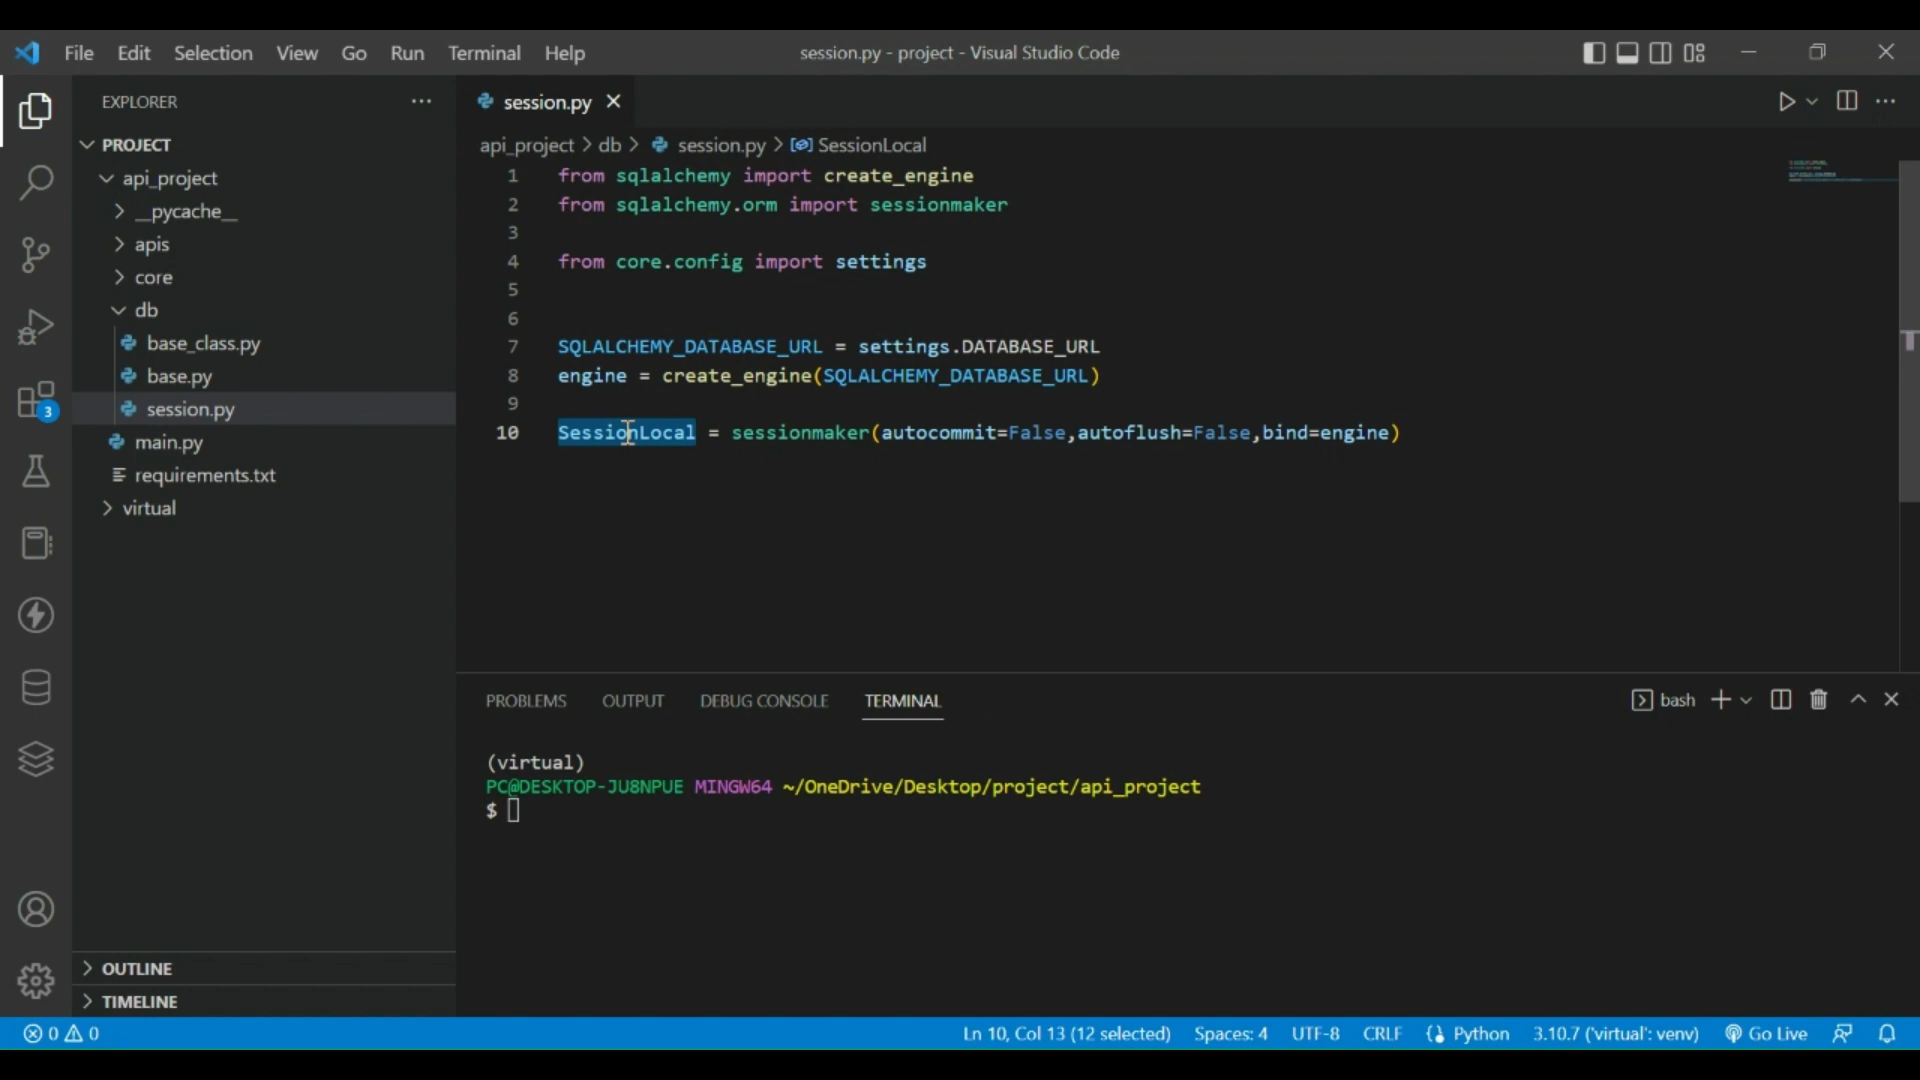 File Edit Selection View Go Run Terminal Help session.py - project - Visual Studio Code
EXPLORER
PROJECT
api_project
__pycache__
apis
core
db
base_class.py
base.py
session.py
main.py
requirements.txt
virtual
OUTLINE
TIMELINE
3
session.py
api_project > db > session.py > SessionLocal
1 from sqlalchemy import create_engine
2 from sqlalchemy.orm import sessionmaker
3
4 from core.config import settings
5
6
7 SQLALCHEMY_DATABASE_URL = settings.DATABASE_URL
8 engine = create_engine(SQLALCHEMY_DATABASE_URL)
9
10 SessionLocal = sessionmaker(autocommit=False,autoflush=False,bind=engine)
PROBLEMS OUTPUT DEBUG CONSOLE TERMINAL bash
(virtual)
PC@DESKTOP-JU8NPUE MINGW64 ~/OneDrive/Desktop/project/api_project
$
0 0 Ln 10, Col 13 (12 selected) Spaces: 4 UTF-8 CRLF Python 3.10.7 ('virtual': venv) Go Live